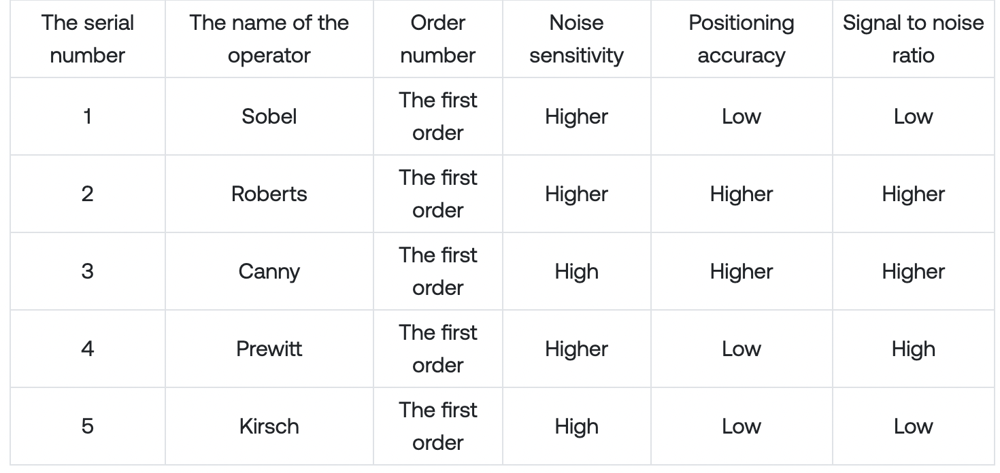 The serial number | The name of the operator | Order number | Noise sensitivity | Positioning accuracy | Signal to noise ratio
1 | Sobel | The first order | Higher | Low | Low
2 | Roberts | The first order | Higher | Higher | Higher
3 | Canny | The first order | High | Higher | Higher
4 | Prewitt | The first order | Higher | Low | High
5 | Kirsch | The first order | High | Low | Low